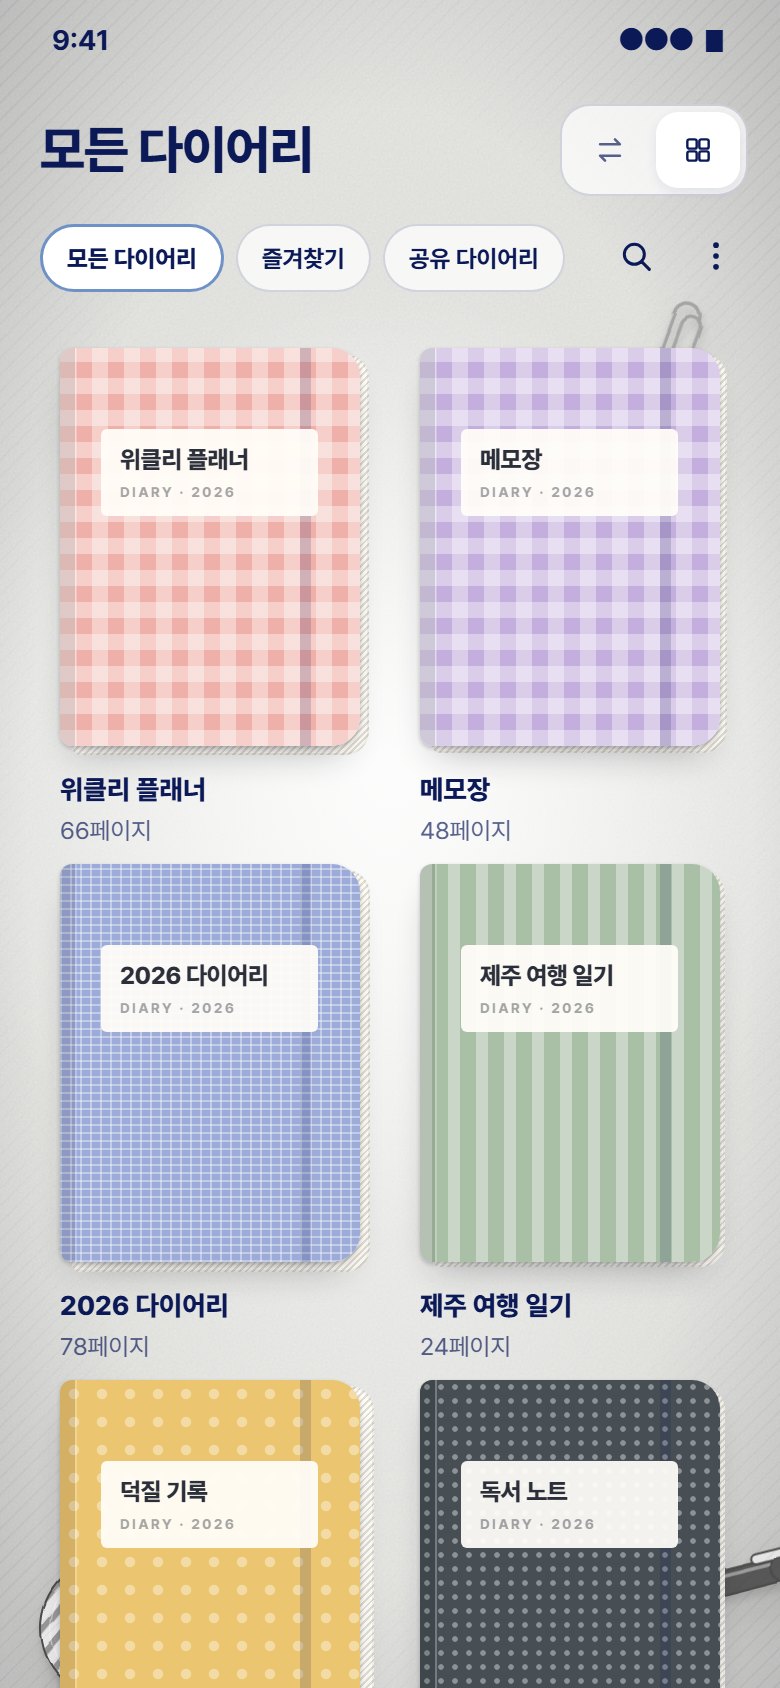 9:41
모든 다이어리
모든 다이어리 즐겨찾기 공유 다이어리
위클리 플래너
DIARY · 2026
메모장
DIARY · 2026
위클리 플래너
66페이지
메모장
48페이지
2026 다이어리
DIARY · 2026
제주 여행 일기
DIARY · 2026
2026 다이어리
78페이지
제주 여행 일기
24페이지
덕질 기록
DIARY · 2026
독서 노트
DIARY · 2026